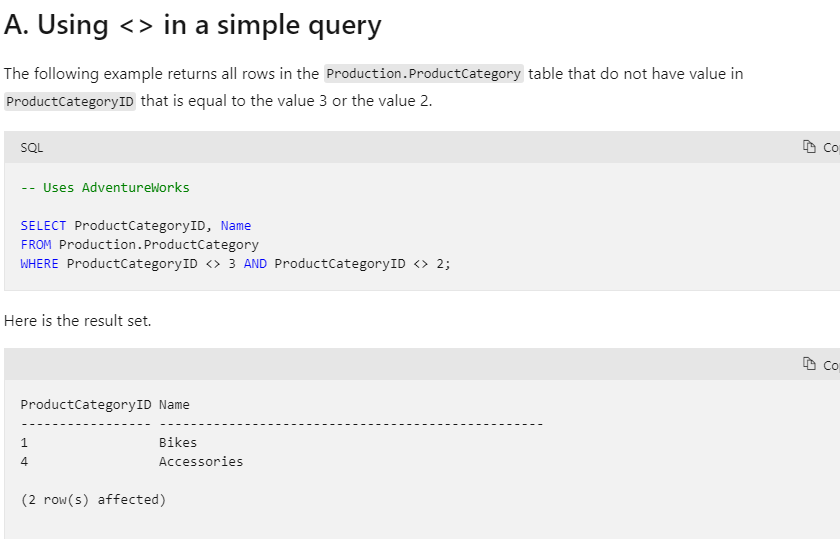 A. Using <> in a simple query
The following example returns all rows in the Production.ProductCategory table that do not have value in
ProductCategoryID that is equal to the value 3 or the value 2.
SQL
Co
-- Uses AdventureWorks
SELECT ProductCategoryID, Name
FROM Production.ProductCategory
WHERE ProductCategoryID <> 3 AND ProductCategoryID <> 2;
Here is the result set.
Co
ProductCategoryID Name
----------------- --------------------------------------------------
1                 Bikes
4                 Accessories
(2 row(s) affected)